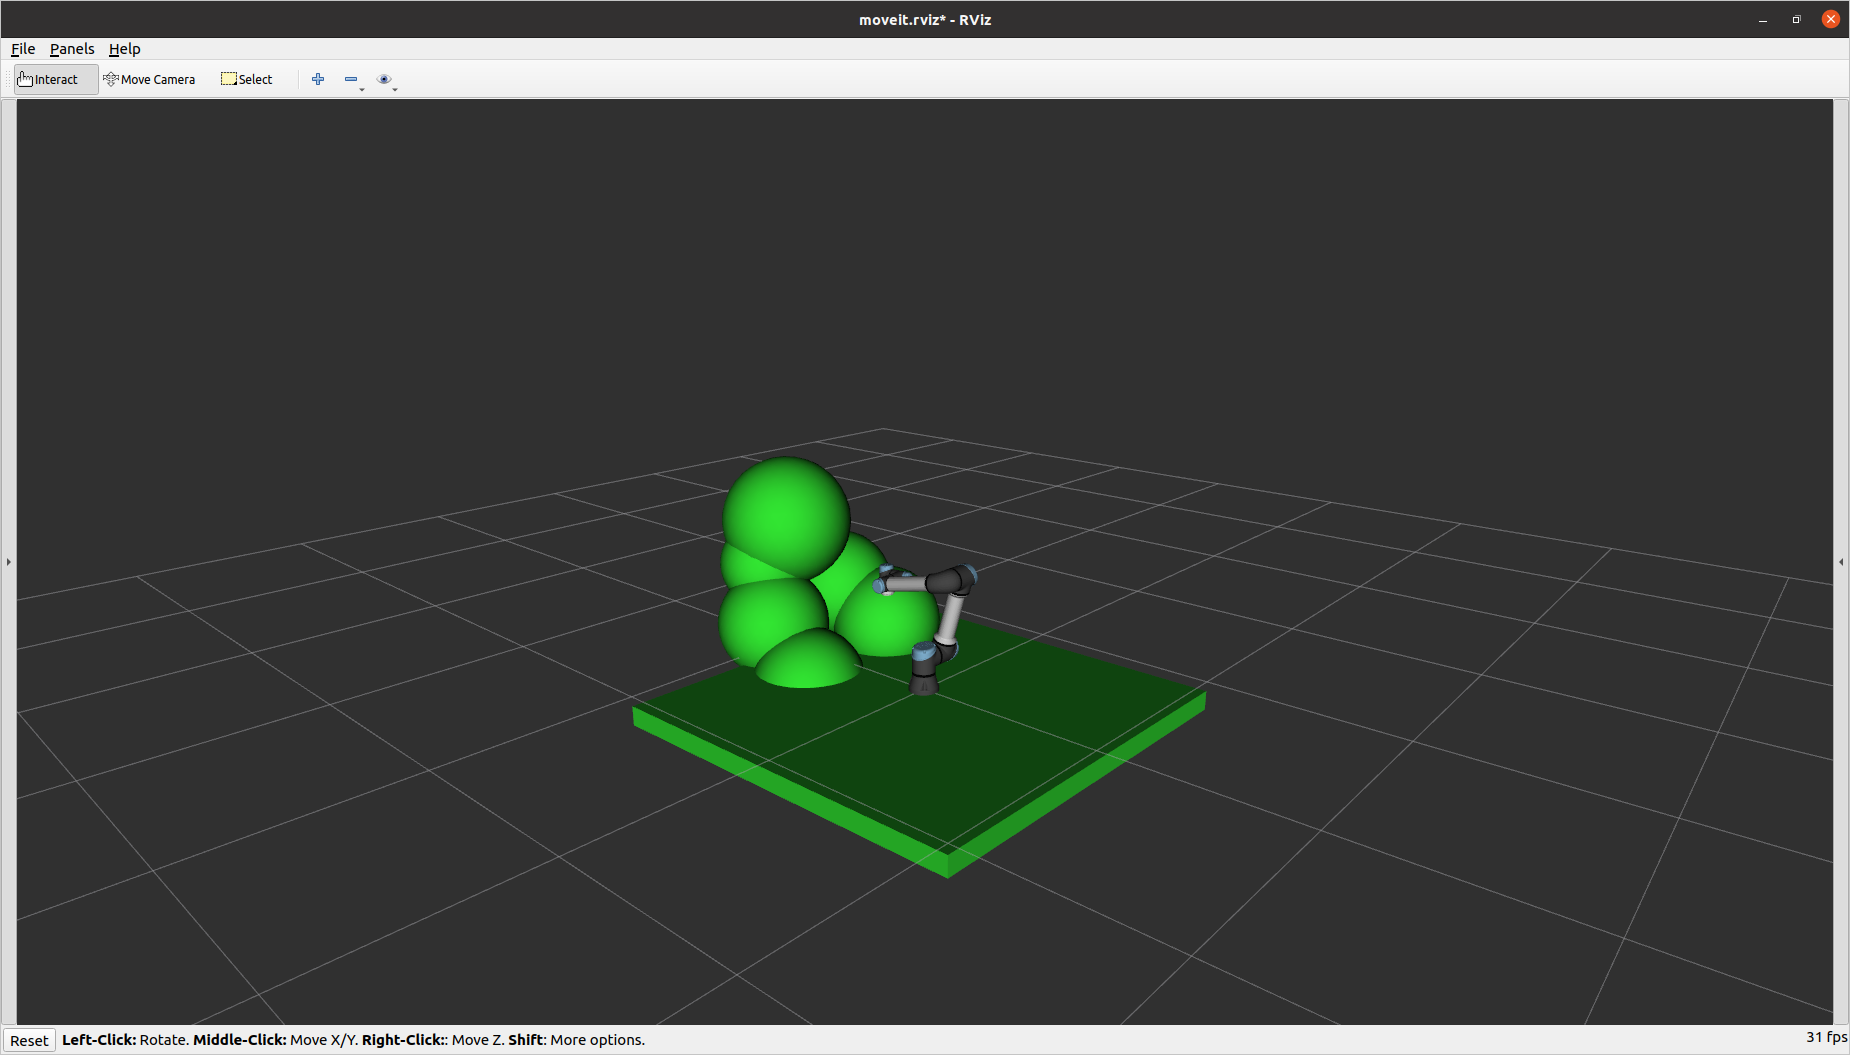 moveit.rviz* - RViz
File Panels Help
Interact Move Camera Select
Reset Left-Click: Rotate. Middle-Click: Move X/Y. Right-Click:: Move Z. Shift: More options. 31 fps